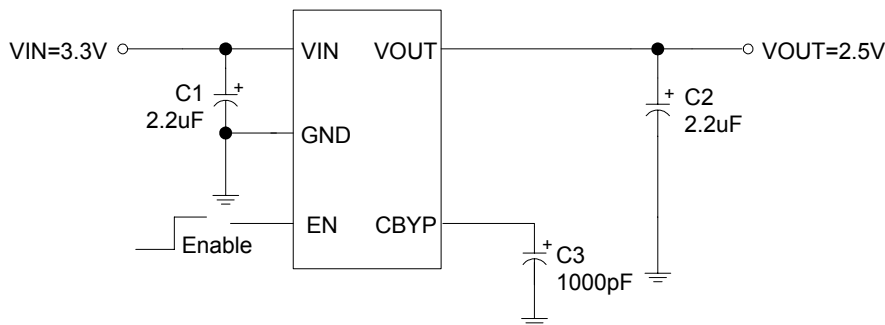 VIN=3.3V
VIN
VOUT
VOUT=2.5V
C1
+
2.2uF
+
C2
2.2uF
GND
EN
CBYP
Enable
+
C3
1000pF